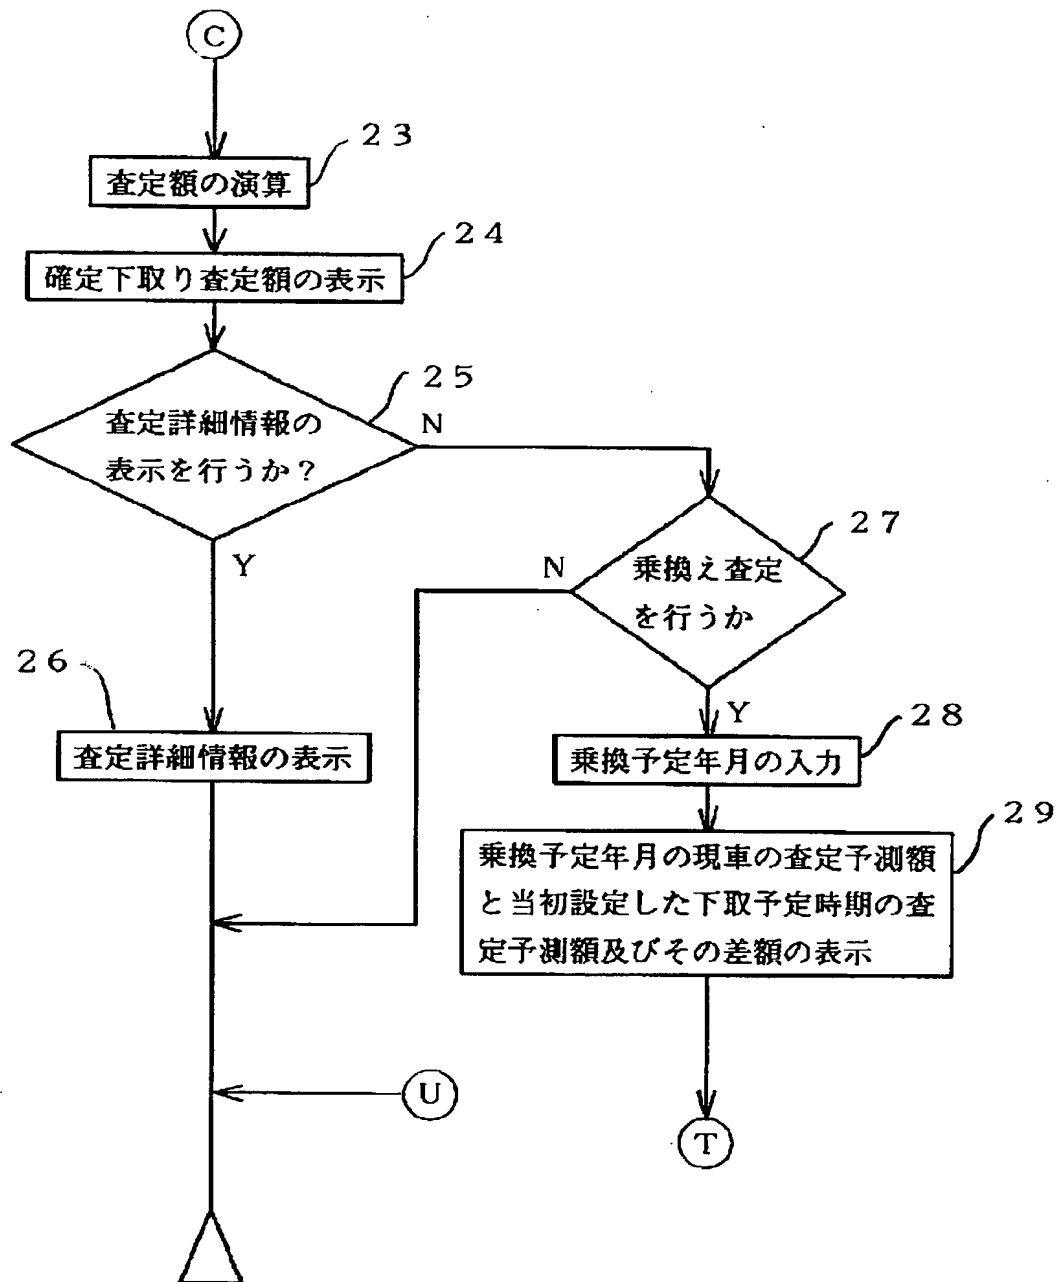 C
23
査定額の演算
24
確定下取り査定額の表示
25
査定詳細情報の
表示を行うか?
N
Y
27
乗換え査定
を行うか
N
Y
26
査定詳細情報の表示
28
乗換予定年月の入力
29
乗換予定年月の現車の査定予測額
と当初設定した下取予定時期の査
定予測額及びその差額の表示
U
T